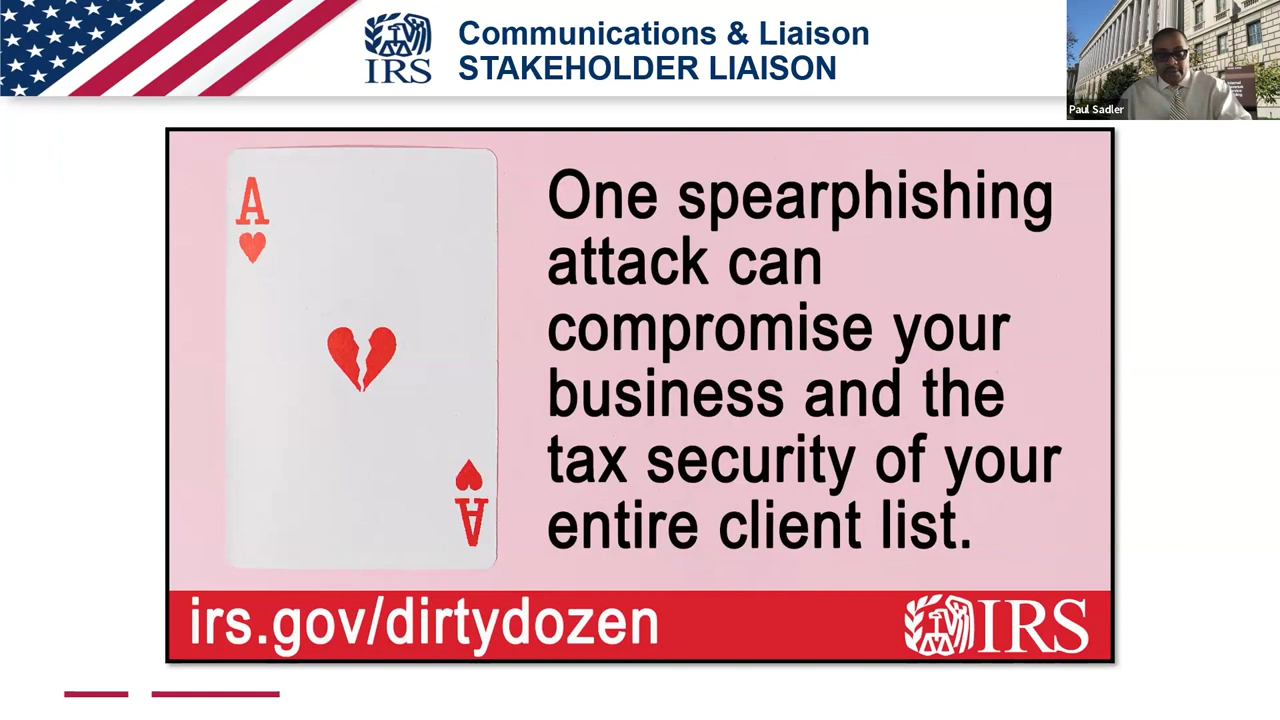 IRS
Communications & Liaison
STAKEHOLDER LIAISON
Paul Sadler
A
One spearphishing
attack can
compromise your
business and the
tax security of your
entire client list.
A
irs.gov/dirtydozen
IRS